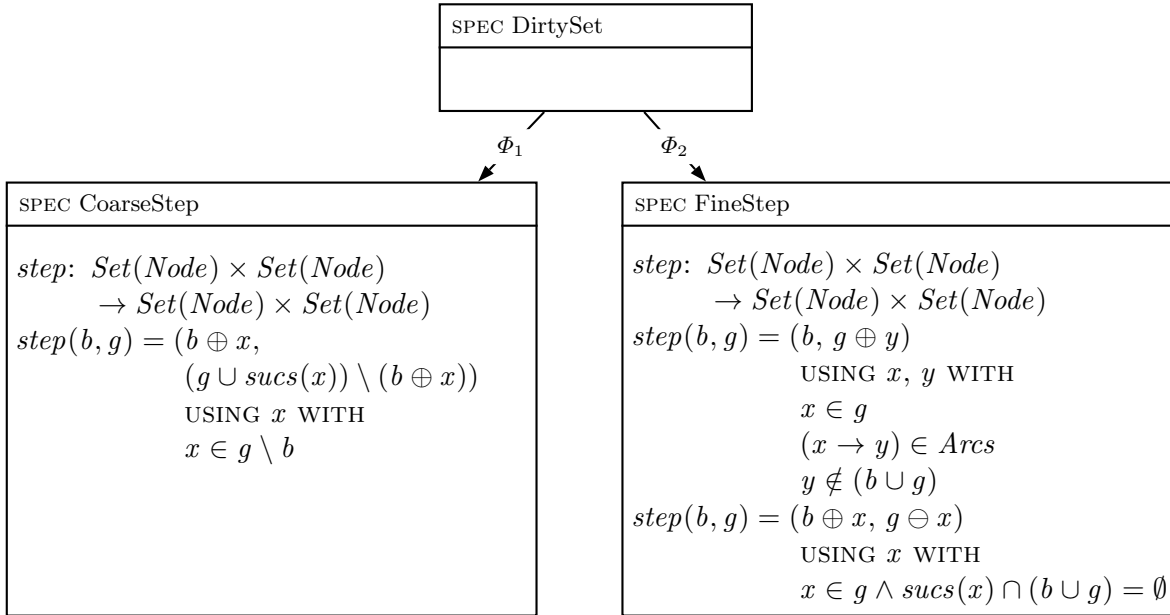 SPEC DirtySet
Φ₁
Φ₂
SPEC CoarseStep
step: Set(Node) × Set(Node)
→ Set(Node) × Set(Node)
step(b, g) = (b ⊕ x,
(g ∪ sucs(x)) \ (b ⊕ x))
USING x WITH
x ∈ g \ b
SPEC FineStep
step: Set(Node) × Set(Node)
→ Set(Node) × Set(Node)
step(b, g) = (b, g ⊕ y)
USING x, y WITH
x ∈ g
(x → y) ∈ Arcs
y ∉ (b ∪ g)
step(b, g) = (b ⊕ x, g ⊖ x)
USING x WITH
x ∈ g ∧ sucs(x) ∩ (b ∪ g) = ∅